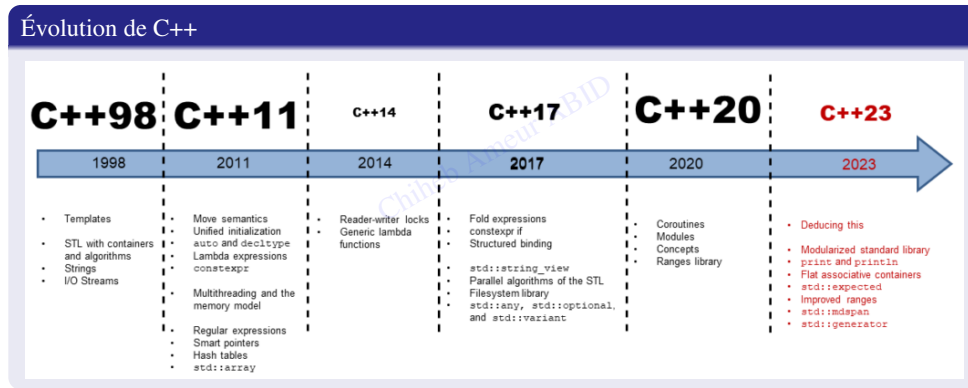 Évolution de C++
C++98
C++11
C++14
C++17
C++20
C++23
1998
2011
2014
2017
2020
2023
• Templates
• STL with containers
and algorithms
• Strings
• I/O Streams
• Move semantics
• Unified initialization
• auto and decltype
• Lambda expressions
• constexpr
• Multithreading and the
memory model
• Regular expressions
• Smart pointers
• Hash tables
• std::array
• Reader-writer locks
• Generic lambda
functions
• Fold expressions
• constexpr if
• Structured binding
• std::string_view
• Parallel algorithms of the STL
• Filesystem library
• std::any, std::optional,
and std::variant
• Coroutines
• Modules
• Concepts
• Ranges library
• Deducing this
• Modularized standard library
• print and println
• Flat associative containers
• std::expected
• Improved ranges
• std::mdspan
• std::generator
Chiheb Ameur ABID